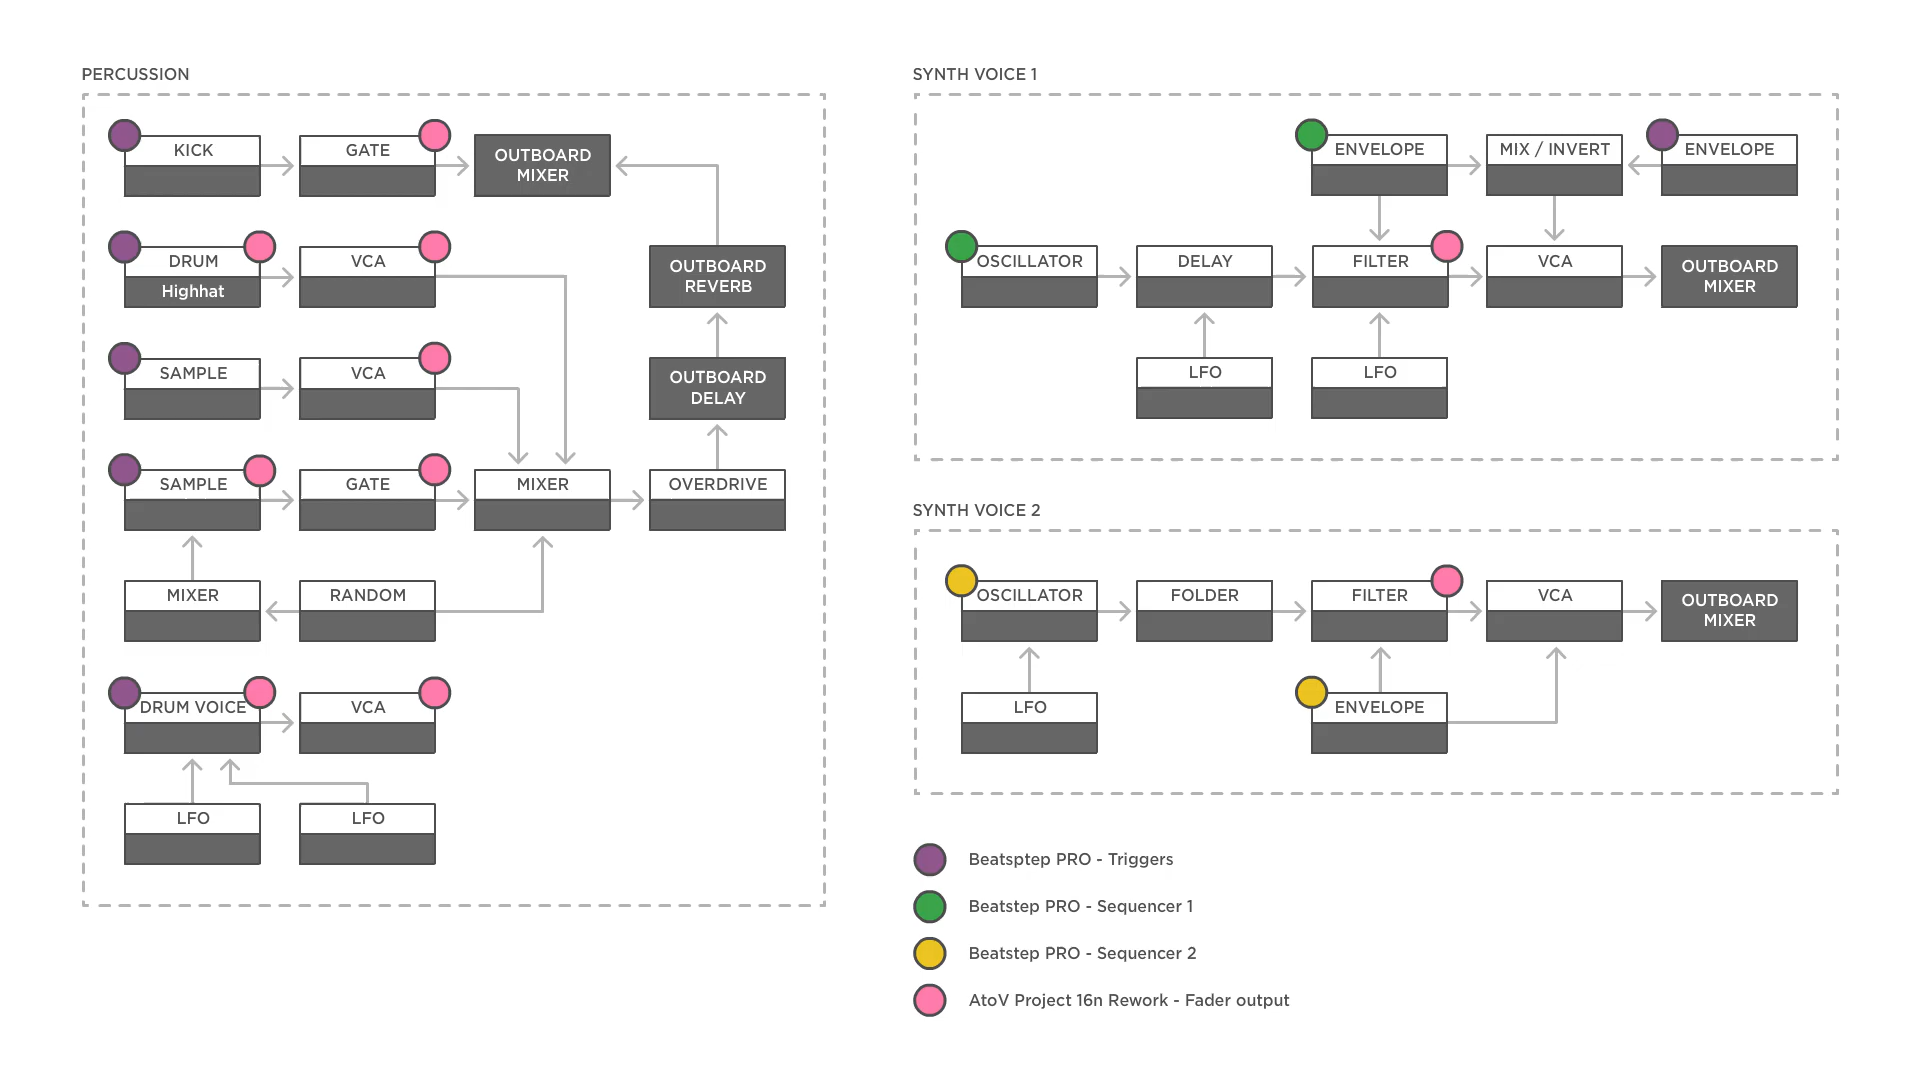 PERCUSSION
KICK
GATE
OUTBOARD
MIXER
DRUM
Highhat
VCA
OUTBOARD
REVERB
SAMPLE
VCA
OUTBOARD
DELAY
SAMPLE
GATE
MIXER
OVERDRIVE
MIXER
RANDOM
DRUM VOICE
VCA
LFO
LFO
SYNTH VOICE 1
ENVELOPE
MIX / INVERT
ENVELOPE
OSCILLATOR
DELAY
FILTER
VCA
OUTBOARD
MIXER
LFO
LFO
SYNTH VOICE 2
OSCILLATOR
FOLDER
FILTER
VCA
OUTBOARD
MIXER
LFO
ENVELOPE
Beatsptep PRO - Triggers
Beatstep PRO - Sequencer 1
Beatstep PRO - Sequencer 2
AtoV Project 16n Rework - Fader output